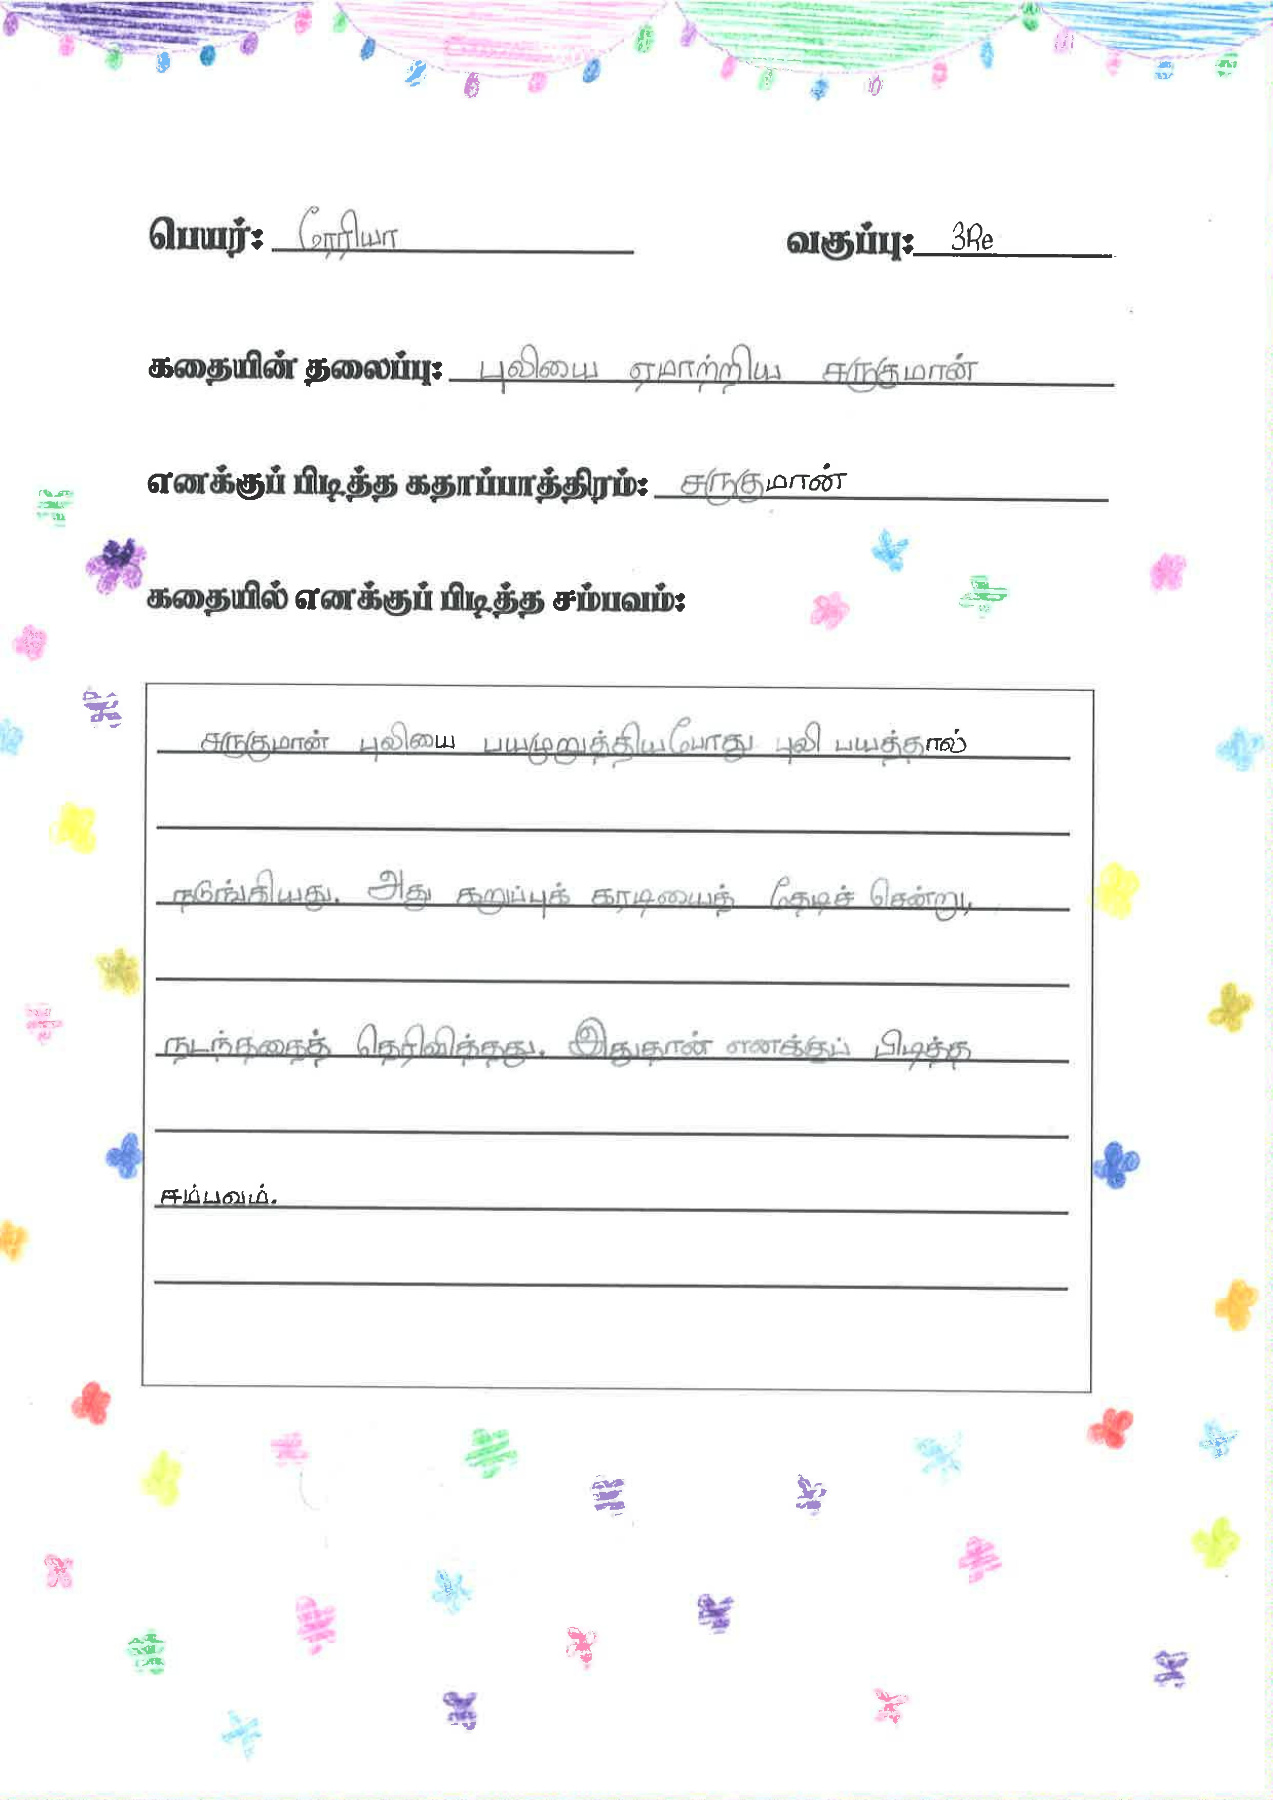 பெயர்: ரேரியா வகுப்பு: 3Re
கதையின் தலைப்பு: புலியை ஏமாற்றிய சருகுமான்
எனக்குப் பிடித்த கதாப்பாத்திரம்: சருகுமான்
கதையில் எனக்குப் பிடித்த சம்பவம்:
சருகுமான் புலியை பயமுறுத்தியபோது புலி பயத்தால்
நடுங்கியது. அது கறுப்புக் கரடியைத் தேடிச் சென்று,
நடந்ததைத் தெரிவித்தது. இதுதான் எனக்குப் பிடித்த
சம்பவம்.